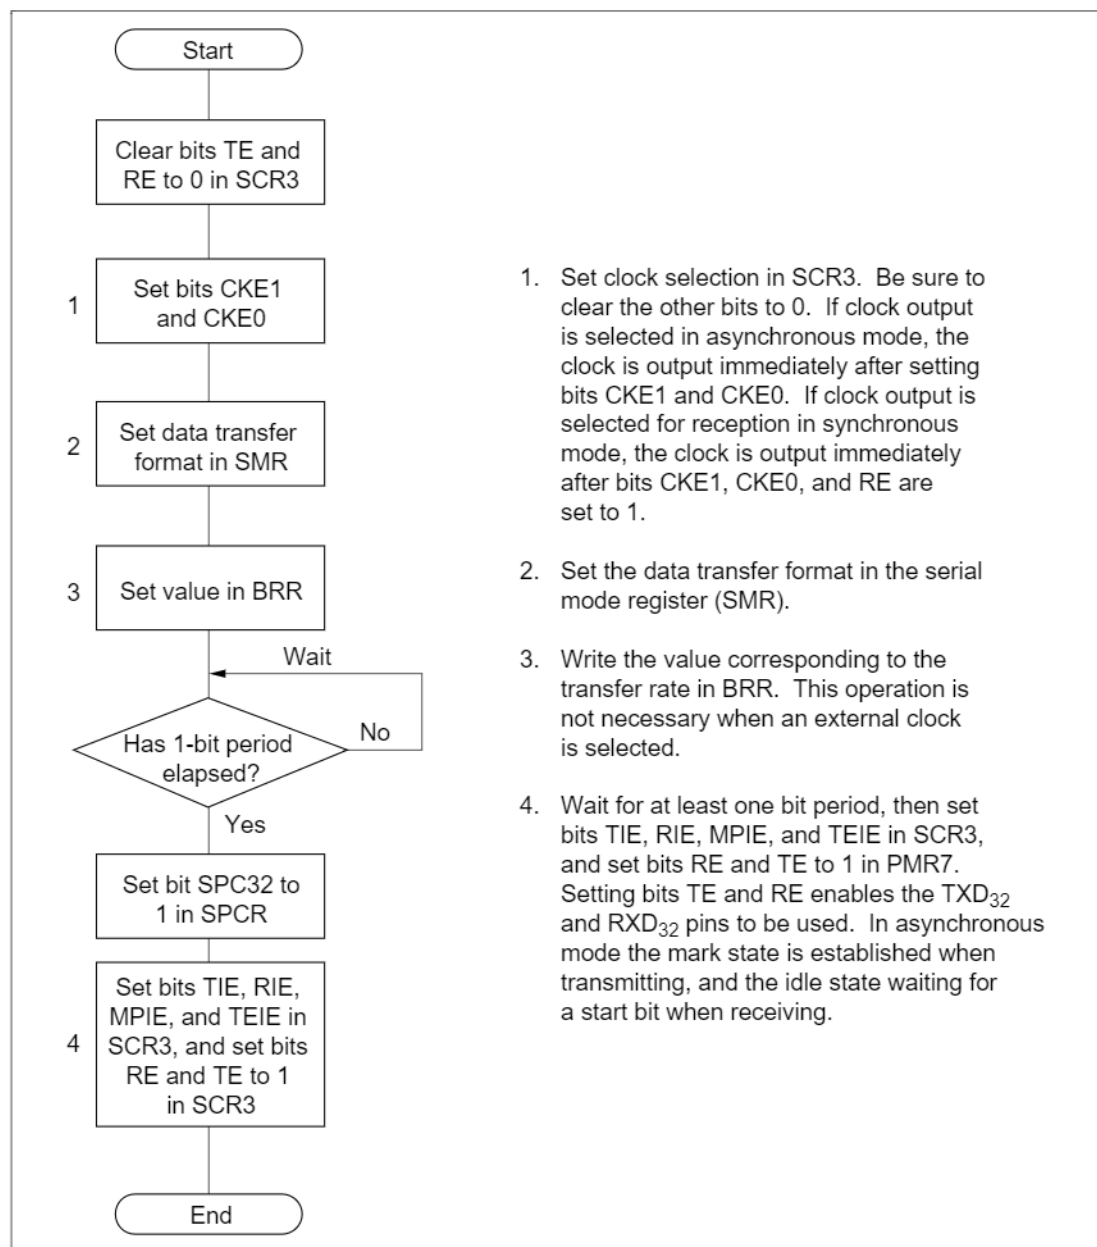 Start
Clear bits TE and
RE to 0 in SCR3
1
Set bits CKE1
and CKE0
2
Set data transfer
format in SMR
3
Set value in BRR
Wait
Has 1-bit period
elapsed?
No
Yes
Set bit SPC32 to
1 in SPCR
4
Set bits TIE, RIE,
MPIE, and TEIE in
SCR3, and set bits
RE and TE to 1
in SCR3
End
1. Set clock selection in SCR3. Be sure to
clear the other bits to 0. If clock output
is selected in asynchronous mode, the
clock is output immediately after setting
bits CKE1 and CKE0. If clock output is
selected for reception in synchronous
mode, the clock is output immediately
after bits CKE1, CKE0, and RE are
set to 1.
2. Set the data transfer format in the serial
mode register (SMR).
3. Write the value corresponding to the
transfer rate in BRR. This operation is
not necessary when an external clock
is selected.
4. Wait for at least one bit period, then set
bits TIE, RIE, MPIE, and TEIE in SCR3,
and set bits RE and TE to 1 in PMR7.
Setting bits TE and RE enables the TXD32
and RXD32 pins to be used. In asynchronous
mode the mark state is established when
transmitting, and the idle state waiting for
a start bit when receiving.